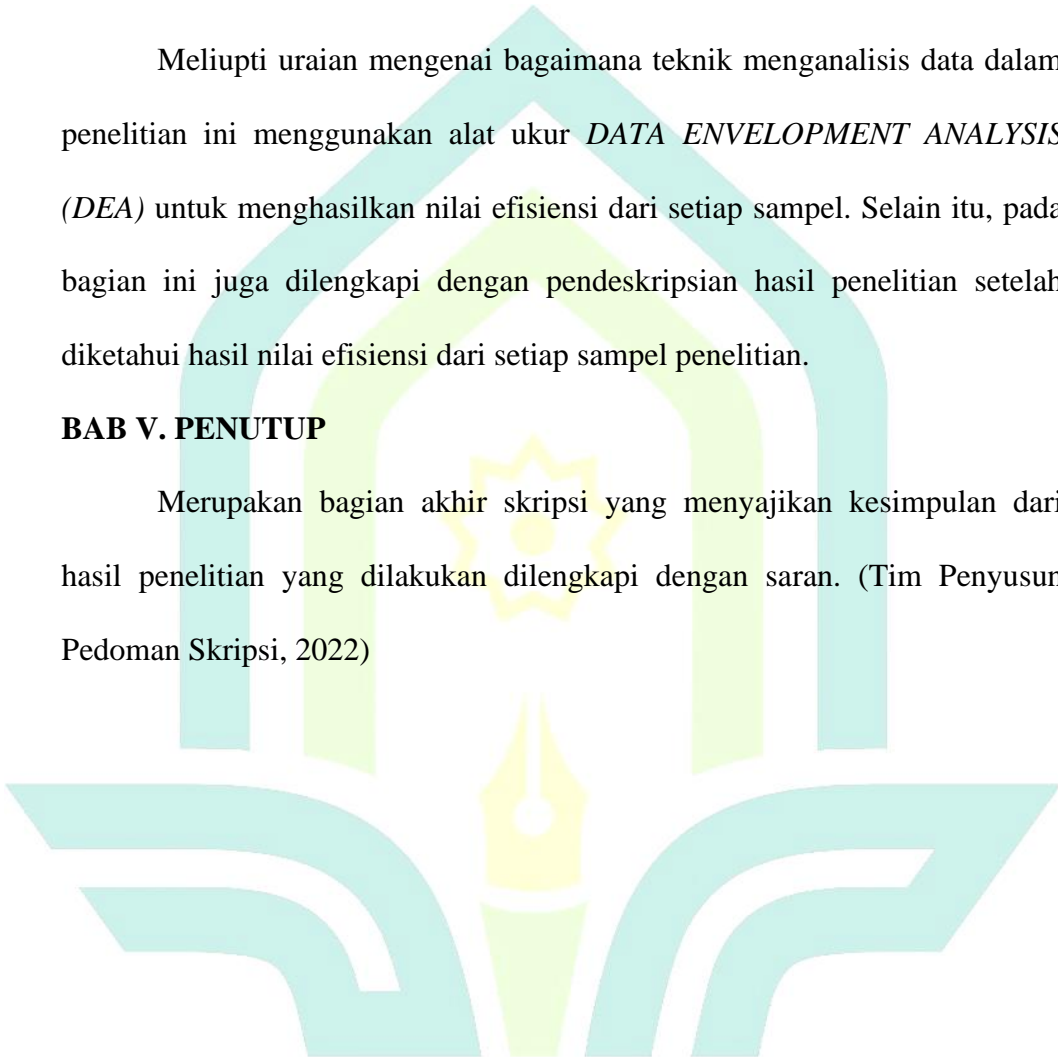 Meliupti uraian mengenai bagaimana teknik menganalisis data dalam
penelitian ini menggunakan alat ukur DATA ENVELOPMENT ANALYSIS
(DEA) untuk menghasilkan nilai efisiensi dari setiap sampel. Selain itu, pada
bagian ini juga dilengkapi dengan pendeskripsian hasil penelitian setelah
diketahui hasil nilai efisiensi dari setiap sampel penelitian.
BAB V. PENUTUP
Merupakan bagian akhir skripsi yang menyajikan kesimpulan dari
hasil penelitian yang dilakukan dilengkapi dengan saran. (Tim Penyusun
Pedoman Skripsi, 2022)